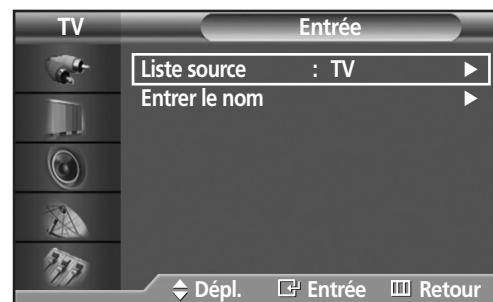 TV Entrée
Liste source : TV ▶
Entrer le nom ▶
Dépl. Entrée Retour